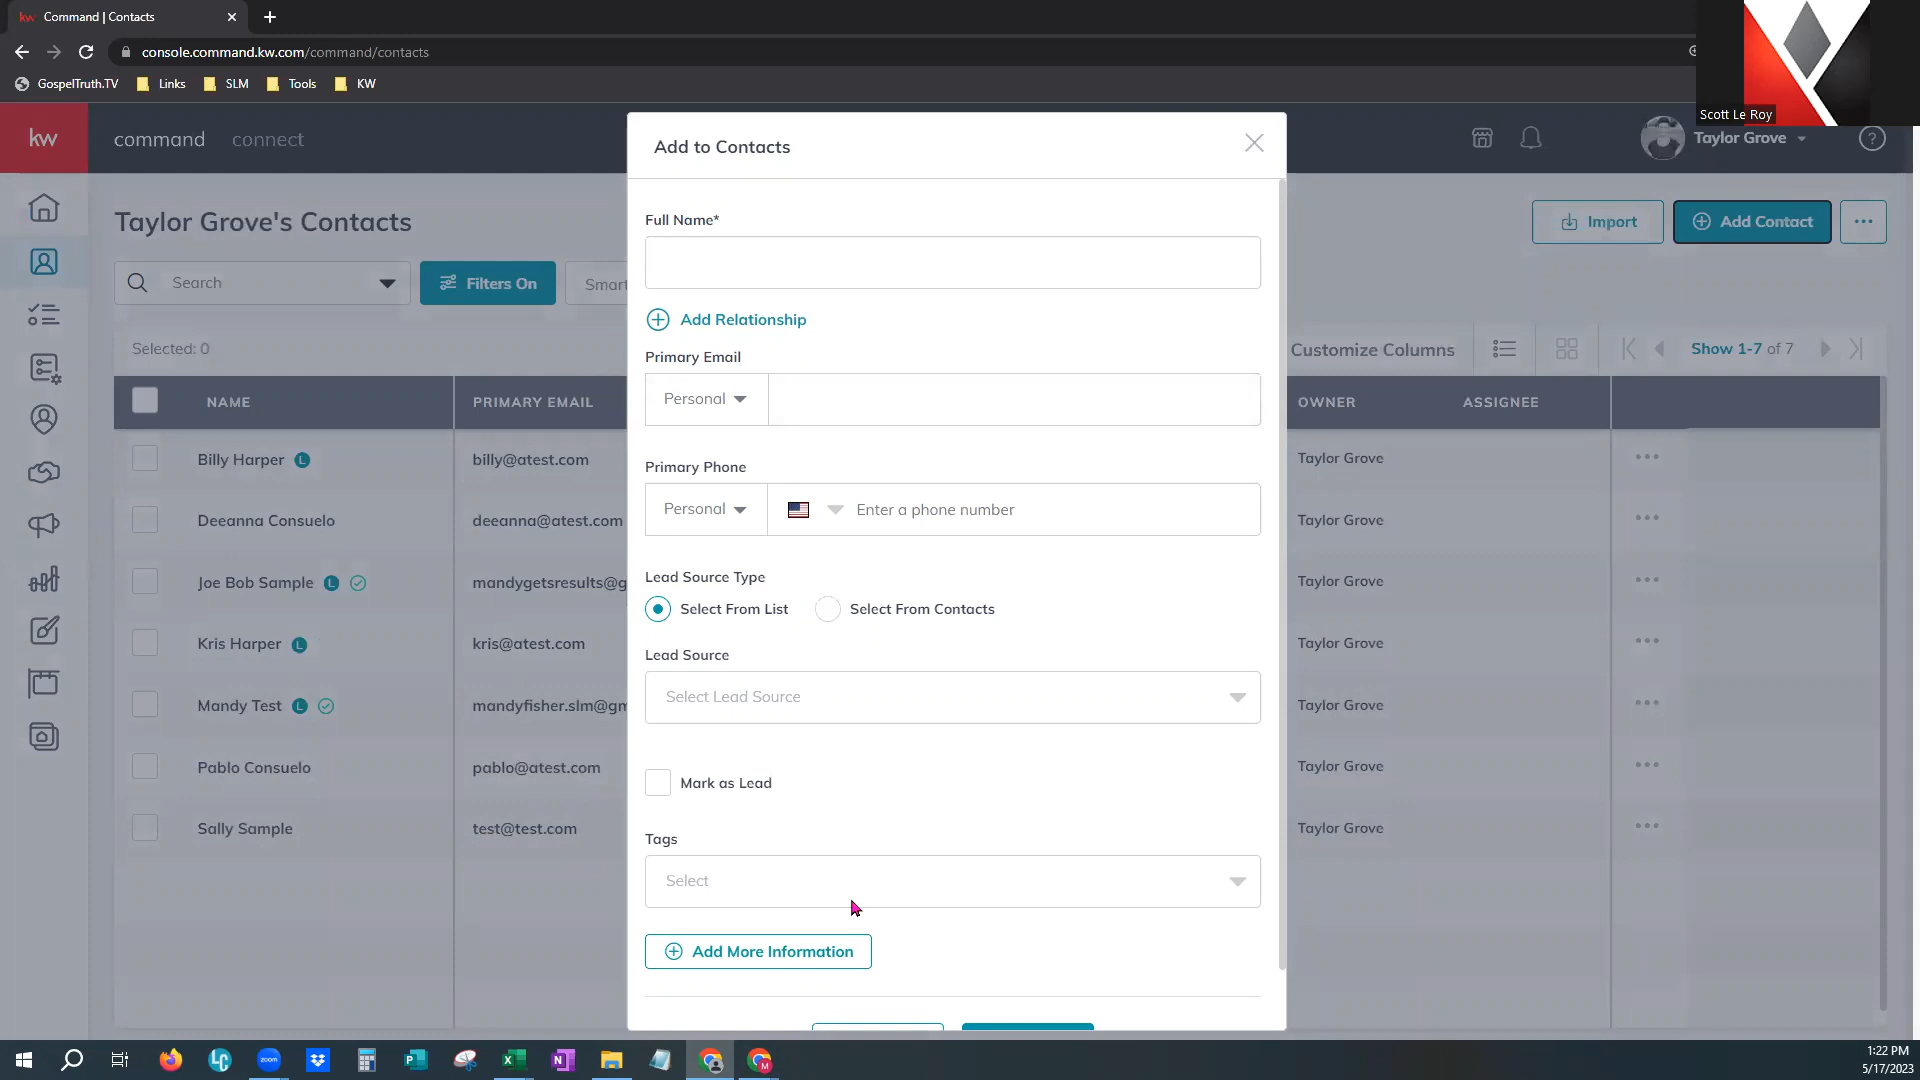 kw Command | Contacts
console.command.kw.com/command/contacts
GospelTruth.TV Links SLM Tools KW
Scott Le Roy
kw command connect
Taylor Grove
?
Add to Contacts
Taylor Grove's Contacts
Import
Add Contact
Search
Filters On
Smart
Selected: 0
Customize Columns
Show 1-7 of 7
NAME PRIMARY EMAIL OWNER ASSIGNEE
Billy Harper L billy@atest.com Taylor Grove
Deeanna Consuelo deeanna@atest.com Taylor Grove
Joe Bob Sample L mandygetsresults@g Taylor Grove
Kris Harper L kris@atest.com Taylor Grove
Mandy Test L mandyfisher.slm@gm Taylor Grove
Pablo Consuelo pablo@atest.com Taylor Grove
Sally Sample test@test.com Taylor Grove
Full Name*
Add Relationship
Primary Email
Personal
Primary Phone
Personal Enter a phone number
Lead Source Type
Select From List Select From Contacts
Lead Source
Select Lead Source
Mark as Lead
Tags
Select
Add More Information
LC zoom P X N M
1:22 PM
5/17/2023